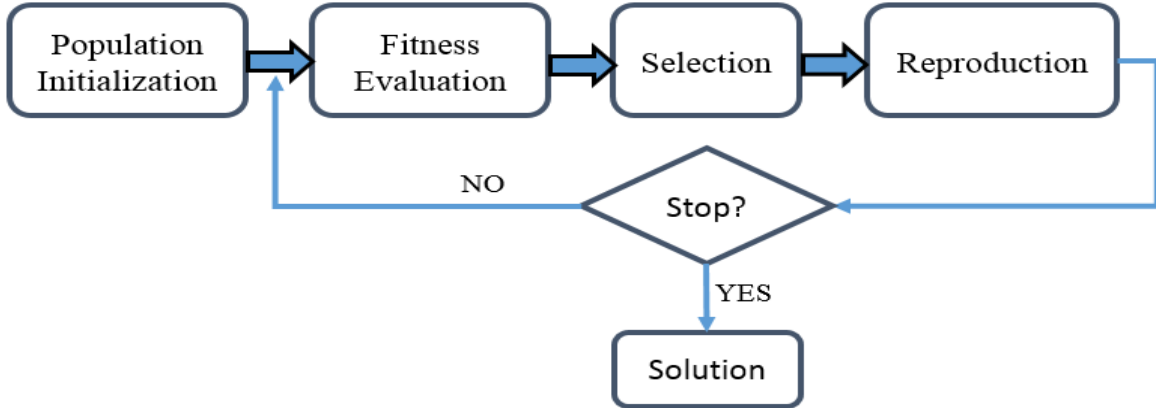 Population
Initialization
Fitness
Evaluation
Selection
Reproduction
NO
Stop?
YES
Solution